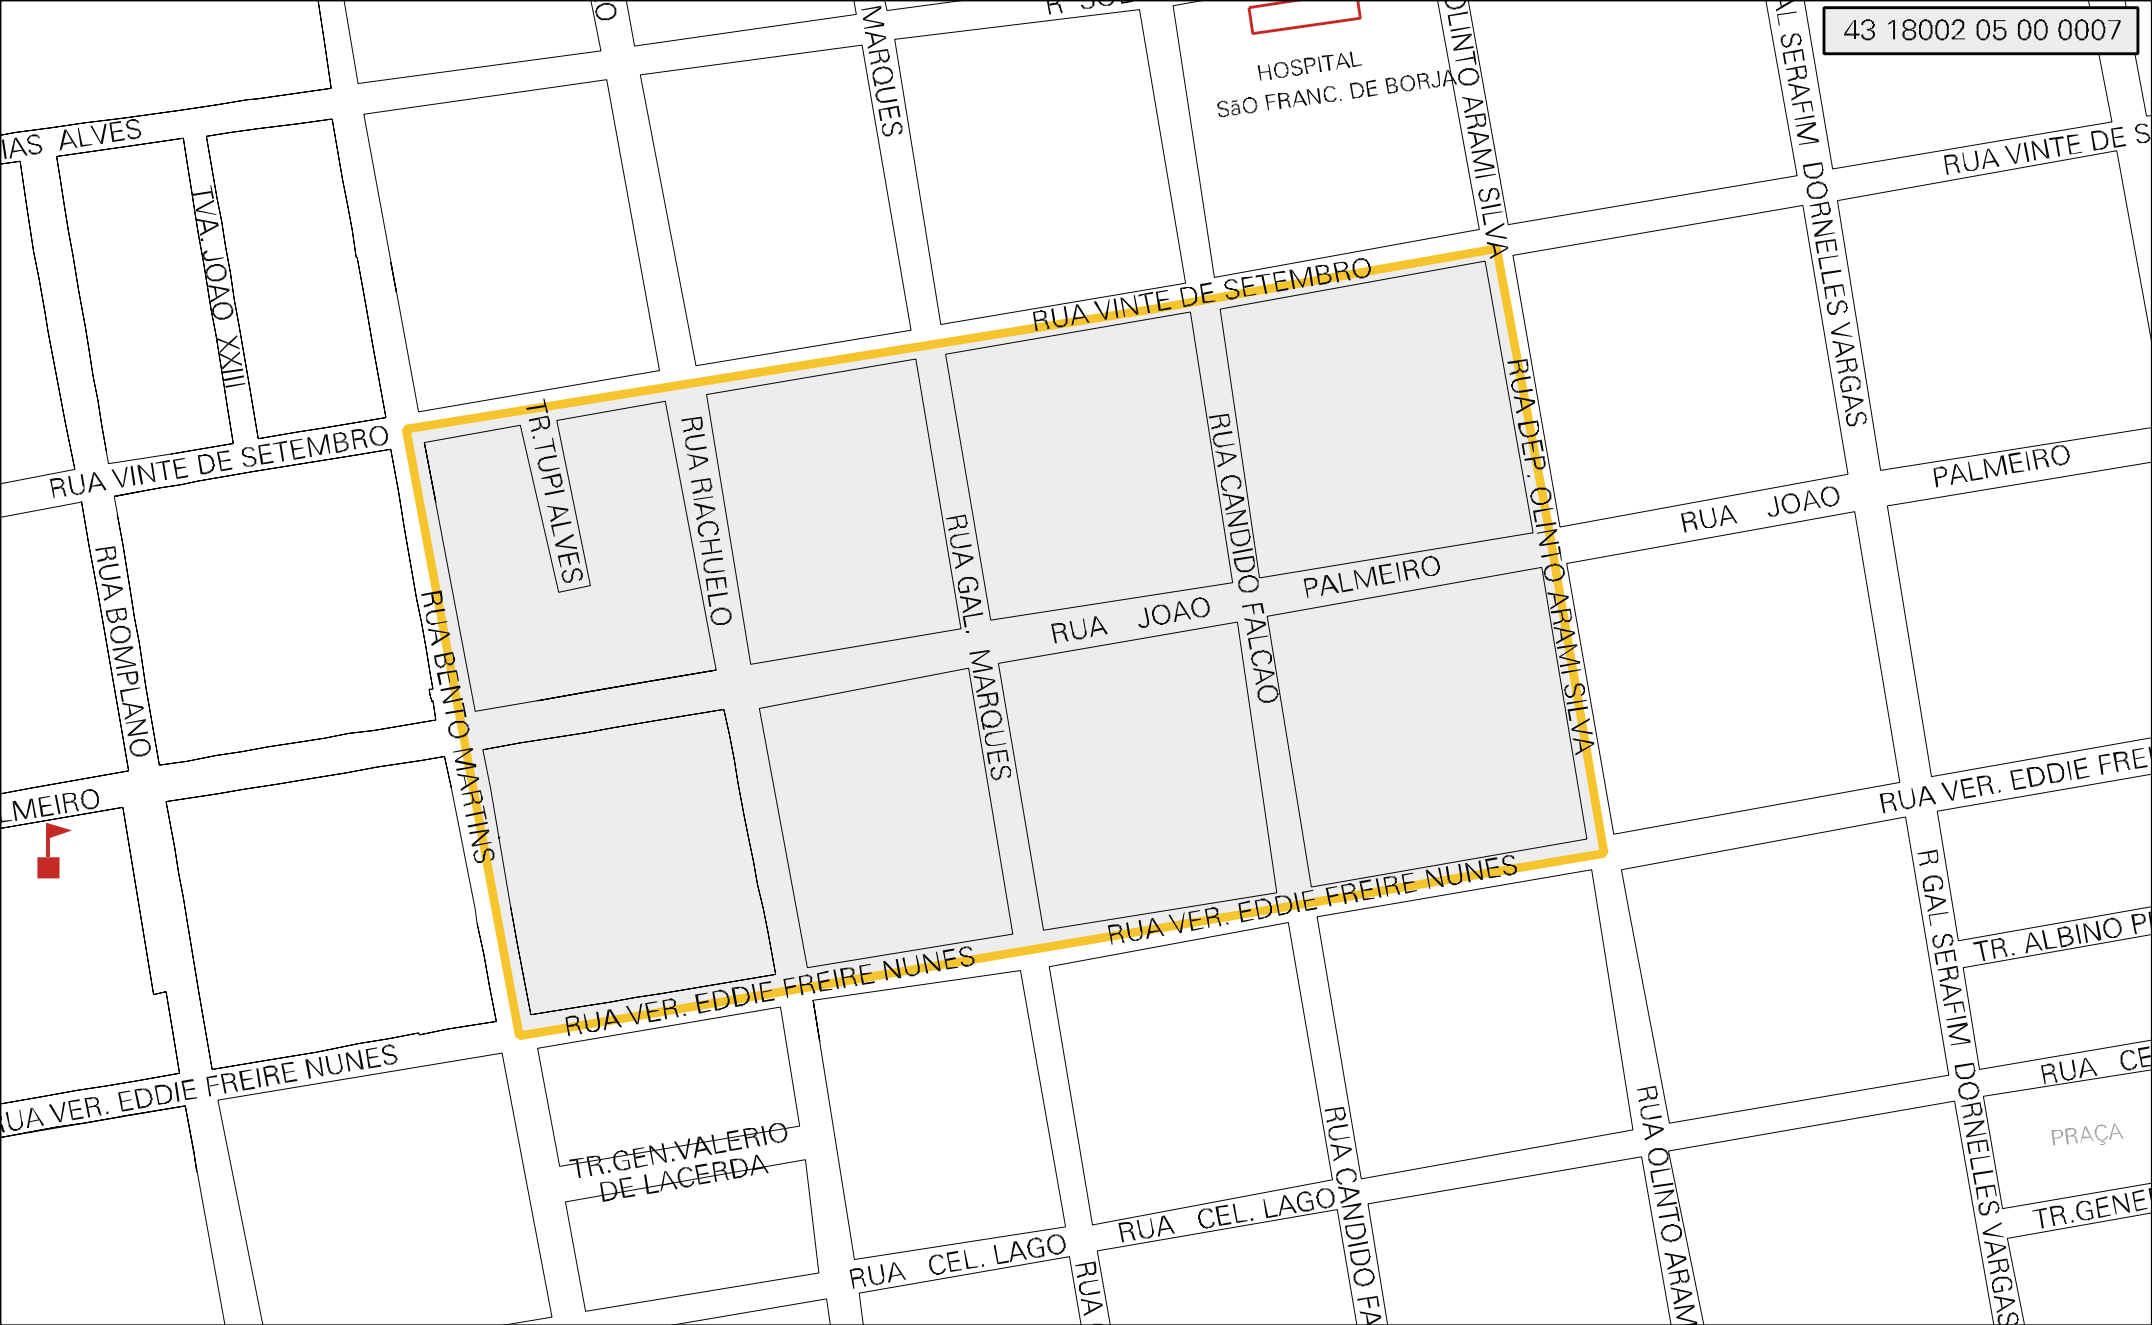 43 18002 05 00 0007
MARQUES
HOSPITAL
SãO FRANC. DE BORJA
OLINTO ARAMI SILVA
AL SERAFIM DORNELLES VARGAS
IAS ALVES
RUA VINTE DE S
TVA. JOAO XXIII
RUA VINTE DE SETEMBRO
RUA VINTE DE SETEMBRO
TR.TUPI ALVES
RUA RIACHUELO
RUA GAL. MARQUES
RUA CANDIDO FALCAO
RUA DEP. OLINTO ARAMI SILVA
RUA JOAO PALMEIRO
RUA JOAO PALMEIRO
RUA BOMPLANO
RUA BENTO MARTINS
LMEIRO
RUA VER. EDDIE FRE
RUA VER. EDDIE FREIRE NUNES
RUA VER. EDDIE FREIRE NUNES
RUA VER. EDDIE FREIRE NUNES
R GAL SERAFIM DORNELLES VARGAS
TR. ALBINO
RUA CE
PRAÇA
TR.GENE
TR.GEN.VALERIO
DE LACERDA
RUA CEL. LAGO
RUA CEL. LAGO
RUA
RUA CANDIDO FA
RUA OLINTO ARAM